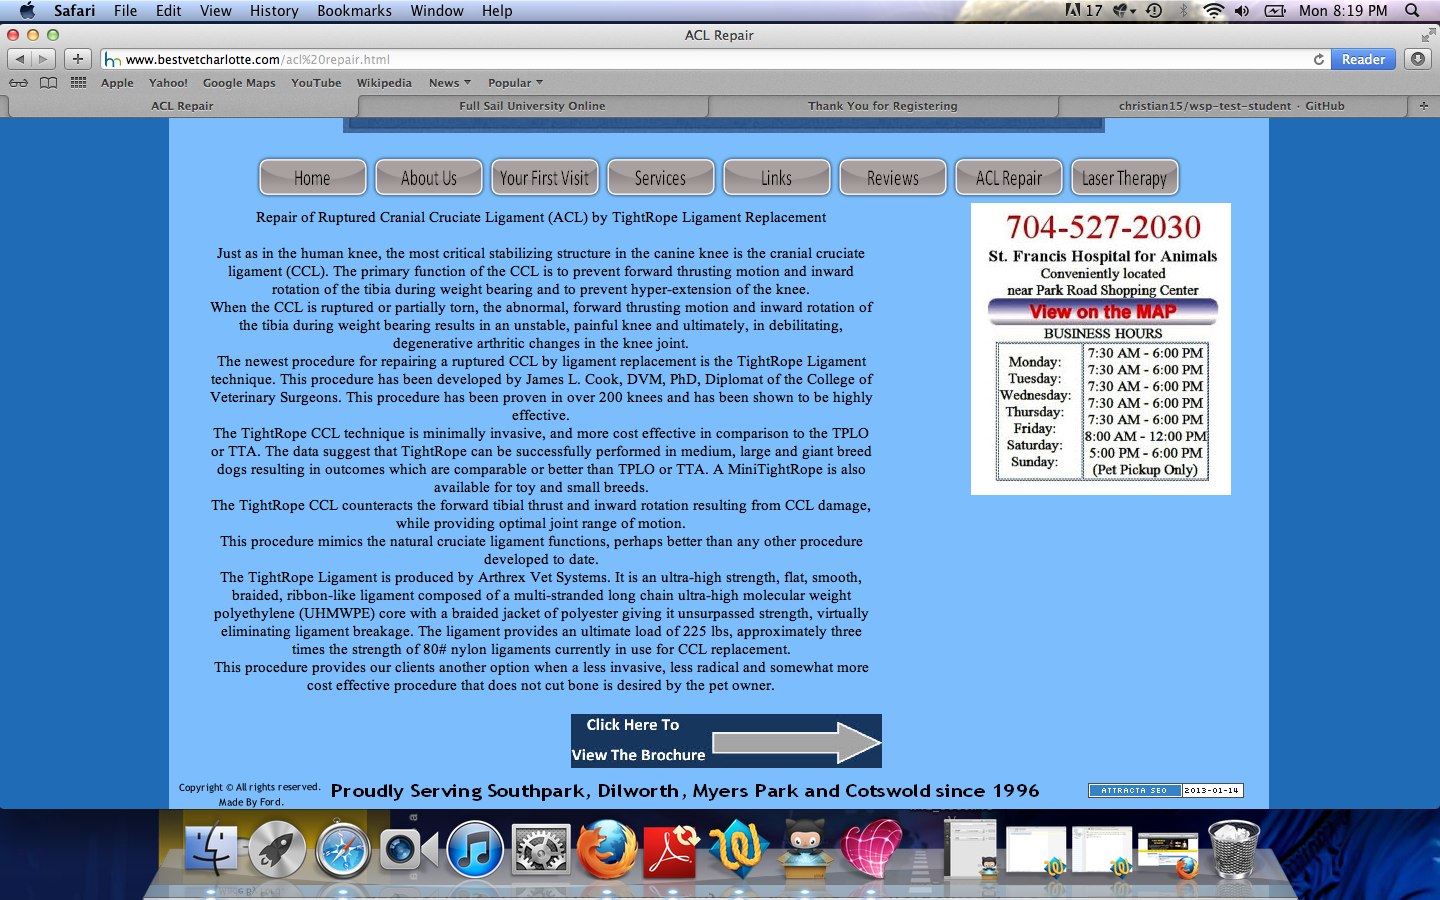 Safari File Edit View History Bookmarks Window Help 17 Mon 8:19 PM
ACL Repair
www.bestvetcharlotte.com/acl%20repair.html Reader
Apple Yahoo! Google Maps YouTube Wikipedia News Popular
ACL Repair Full Sail University Online Thank You for Registering christian15/wsp-test-student · GitHub
Home About Us Your First Visit Services Links Reviews ACL Repair Laser Therapy
Repair of Ruptured Cranial Cruciate Ligament (ACL) by TightRope Ligament Replacement
Just as in the human knee, the most critical stabilizing structure in the canine knee is the cranial cruciate
ligament (CCL). The primary function of the CCL is to prevent forward thrusting motion and inward
rotation of the tibia during weight bearing and to prevent hyper-extension of the knee.
When the CCL is ruptured or partially torn, the abnormal, forward thrusting motion and inward rotation of
the tibia during weight bearing results in an unstable, painful knee and ultimately, in debilitating,
degenerative arthritic changes in the knee joint.
The newest procedure for repairing a ruptured CCL by ligament replacement is the TightRope Ligament
technique. This procedure has been developed by James L. Cook, DVM, PhD, Diplomat of the College of
Veterinary Surgeons. This procedure has been proven in over 200 knees and has been shown to be highly
effective.
The TightRope CCL technique is minimally invasive, and more cost effective in comparison to the TPLO
or TTA. The data suggest that TightRope can be successfully performed in medium, large and giant breed
dogs resulting in outcomes which are comparable or better than TPLO or TTA. A MiniTightRope is also
available for toy and small breeds.
The TightRope CCL counteracts the forward tibial thrust and inward rotation resulting from CCL damage,
while providing optimal joint range of motion.
This procedure mimics the natural cruciate ligament functions, perhaps better than any other procedure
developed to date.
The TightRope Ligament is produced by Arthrex Vet Systems. It is an ultra-high strength, flat, smooth,
braided, ribbon-like ligament composed of a multi-stranded long chain ultra-high molecular weight
polyethylene (UHMWPE) core with a braided jacket of polyester giving it unsurpassed strength, virtually
eliminating ligament breakage. The ligament provides an ultimate load of 225 lbs, approximately three
times the strength of 80# nylon ligaments currently in use for CCL replacement.
This procedure provides our clients another option when a less invasive, less radical and somewhat more
cost effective procedure that does not cut bone is desired by the pet owner.
704-527-2030
St. Francis Hospital for Animals
Conveniently located
near Park Road Shopping Center
View on the MAP
BUSINESS HOURS
Monday: 7:30 AM - 6:00 PM
Tuesday: 7:30 AM - 6:00 PM
Wednesday: 7:30 AM - 6:00 PM
Thursday: 7:30 AM - 6:00 PM
Friday: 7:30 AM - 6:00 PM
Saturday: 8:00 AM - 12:00 PM
Sunday: 5:00 PM - 6:00 PM
(Pet Pickup Only)
Click Here To
View The Brochure
Copyright © All rights reserved.
Made By Ford.
Proudly Serving Southpark, Dilworth, Myers Park and Cotswold since 1996
ATTRACTA SEO 2013-01-14